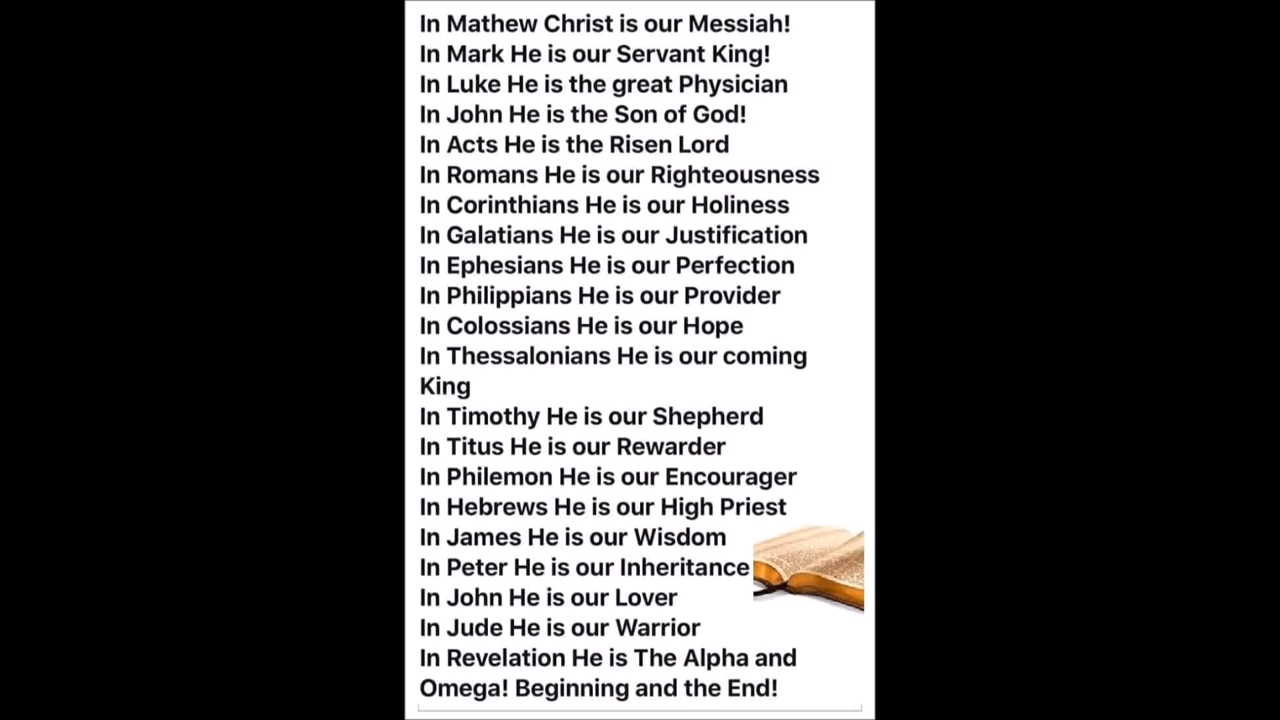 In Mathew Christ is our Messiah!
In Mark He is our Servant King!
In Luke He is the great Physician
In John He is the Son of God!
In Acts He is the Risen Lord
In Romans He is our Righteousness
In Corinthians He is our Holiness
In Galatians He is our Justification
In Ephesians He is our Perfection
In Philippians He is our Provider
In Colossians He is our Hope
In Thessalonians He is our coming
King
In Timothy He is our Shepherd
In Titus He is our Rewarder
In Philemon He is our Encourager
In Hebrews He is our High Priest
In James He is our Wisdom
In Peter He is our Inheritance
In John He is our Lover
In Jude He is our Warrior
In Revelation He is The Alpha and
Omega! Beginning and the End!